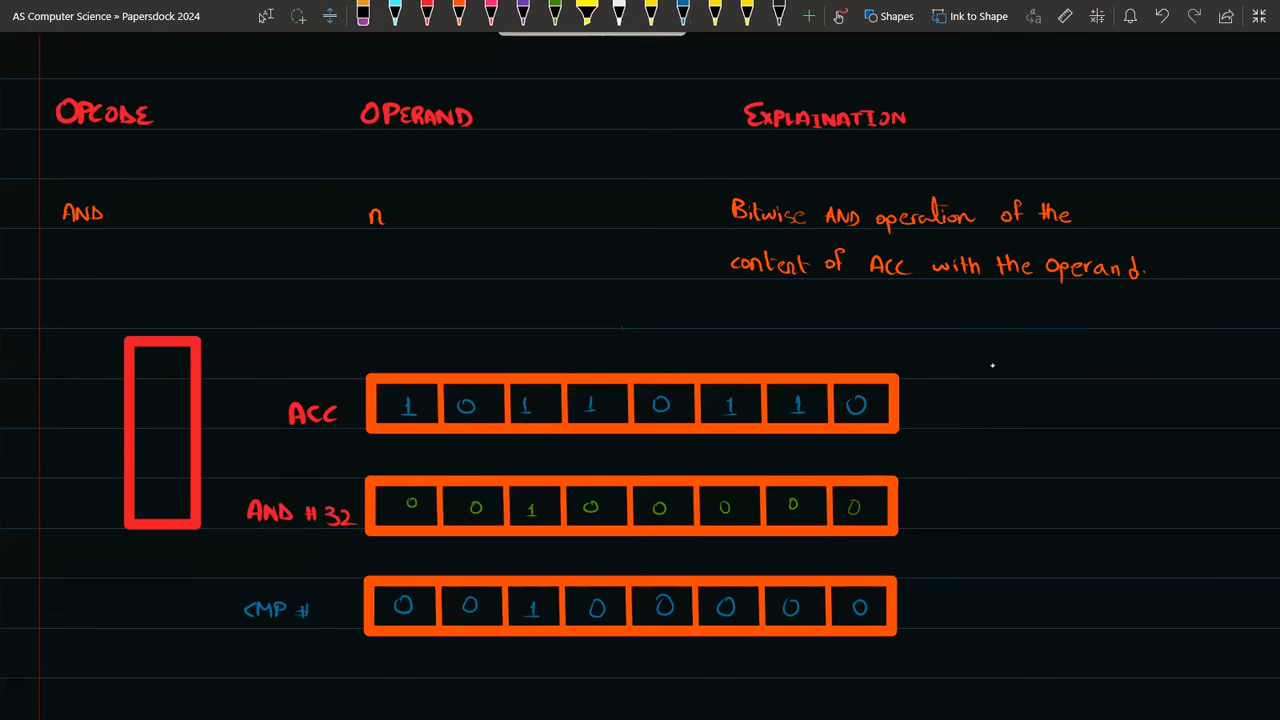 AS Computer Science » Papersdock 2024
Shapes
Ink to Shape
OPCODE OPERAND EXPLAINATION
AND n Bitwise AND operation of the
content of ACC with the Operand.
ACC 1 0 1 1 0 1 1 0
AND #32 0 0 1 0 0 0 0 0
CMP # 0 0 1 0 0 0 0 0